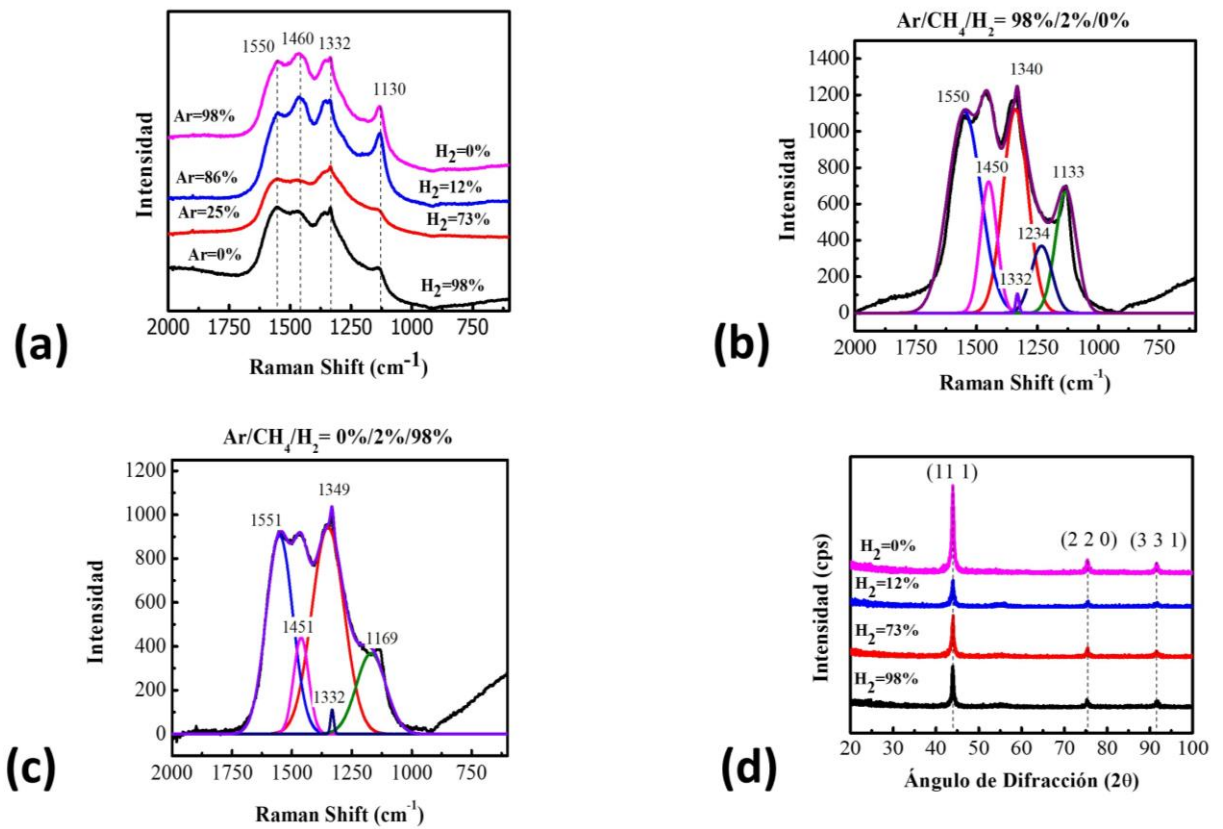 1550 1460 1332
1130
Ar=98%
H2=0%
Ar=86%
H2=12%
Ar=25%
H2=73%
Ar=0%
H2=98%
Intensidad
2000 1750 1500 1250 1000 750
Raman Shift (cm-1)
(a)
Ar/CH4/H2= 98%/2%/0%
1400
1200
1000
800
600
400
200
0
1340
1550
1450
1133
1234
1332
Intensidad
2000 1750 1500 1250 1000 750
Raman Shift (cm-1)
(b)
Ar/CH4/H2= 0%/2%/98%
1200
1000
800
600
400
200
0
1349
1551
1451
1169
1332
Intensidad
2000 1750 1500 1250 1000 750
Raman Shift (cm-1)
(c)
(11 1)
(2 2 0) (3 3 1)
H2=0%
H2=12%
H2=73%
H2=98%
Intensidad (cps)
20 30 40 50 60 70 80 90 100
Ángulo de Difracción (2θ)
(d)